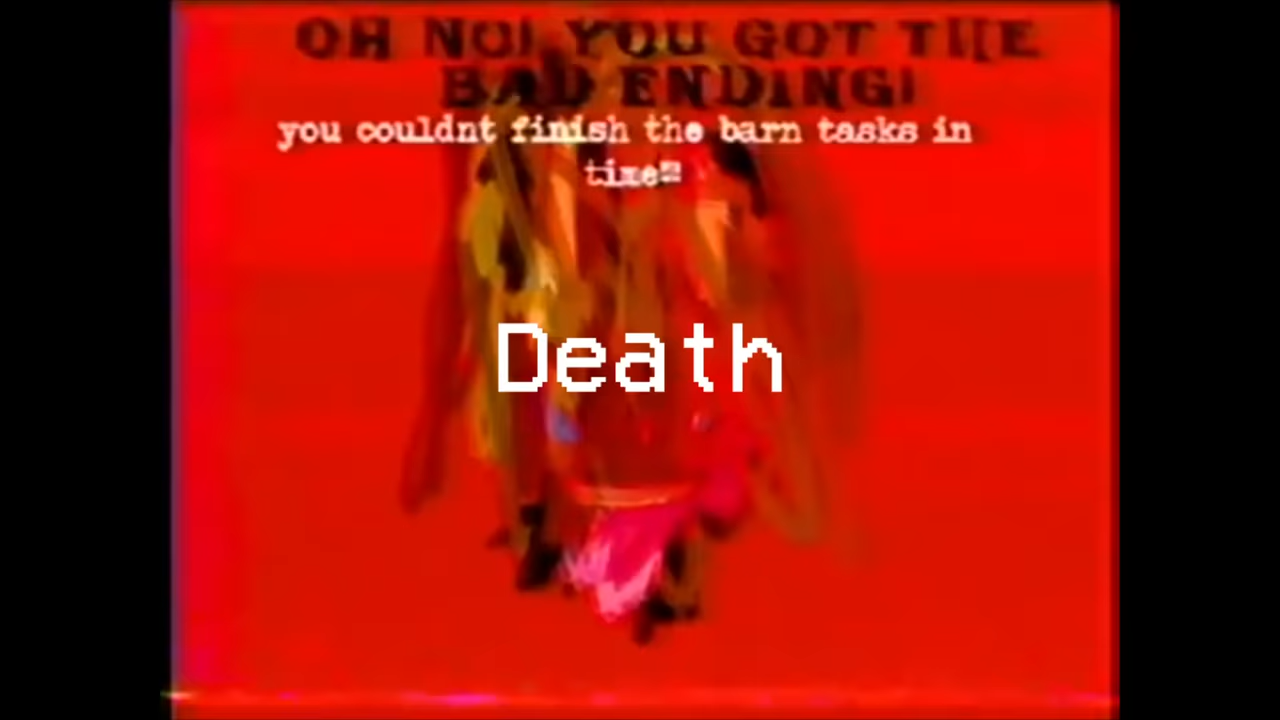 OH NO! YOU GOT THE
BAD ENDING!
you couldnt finish the barn tasks in
time
Death